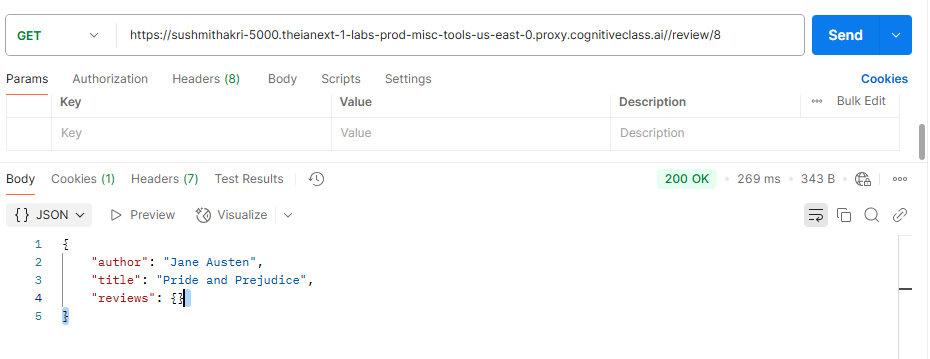 GET https://sushmithakri-5000.theianext-1-labs-prod-misc-tools-us-east-0.proxy.cognitiveclass.ai//review/8 Send
Params Authorization Headers (8) Body Scripts Settings Cookies
Key Value Description Bulk Edit
Key Value Description
Body Cookies (1) Headers (7) Test Results 200 OK • 269 ms • 343 B
{} JSON Preview Visualize
1 {
2 "author": "Jane Austen",
3 "title": "Pride and Prejudice",
4 "reviews": {}
5 }